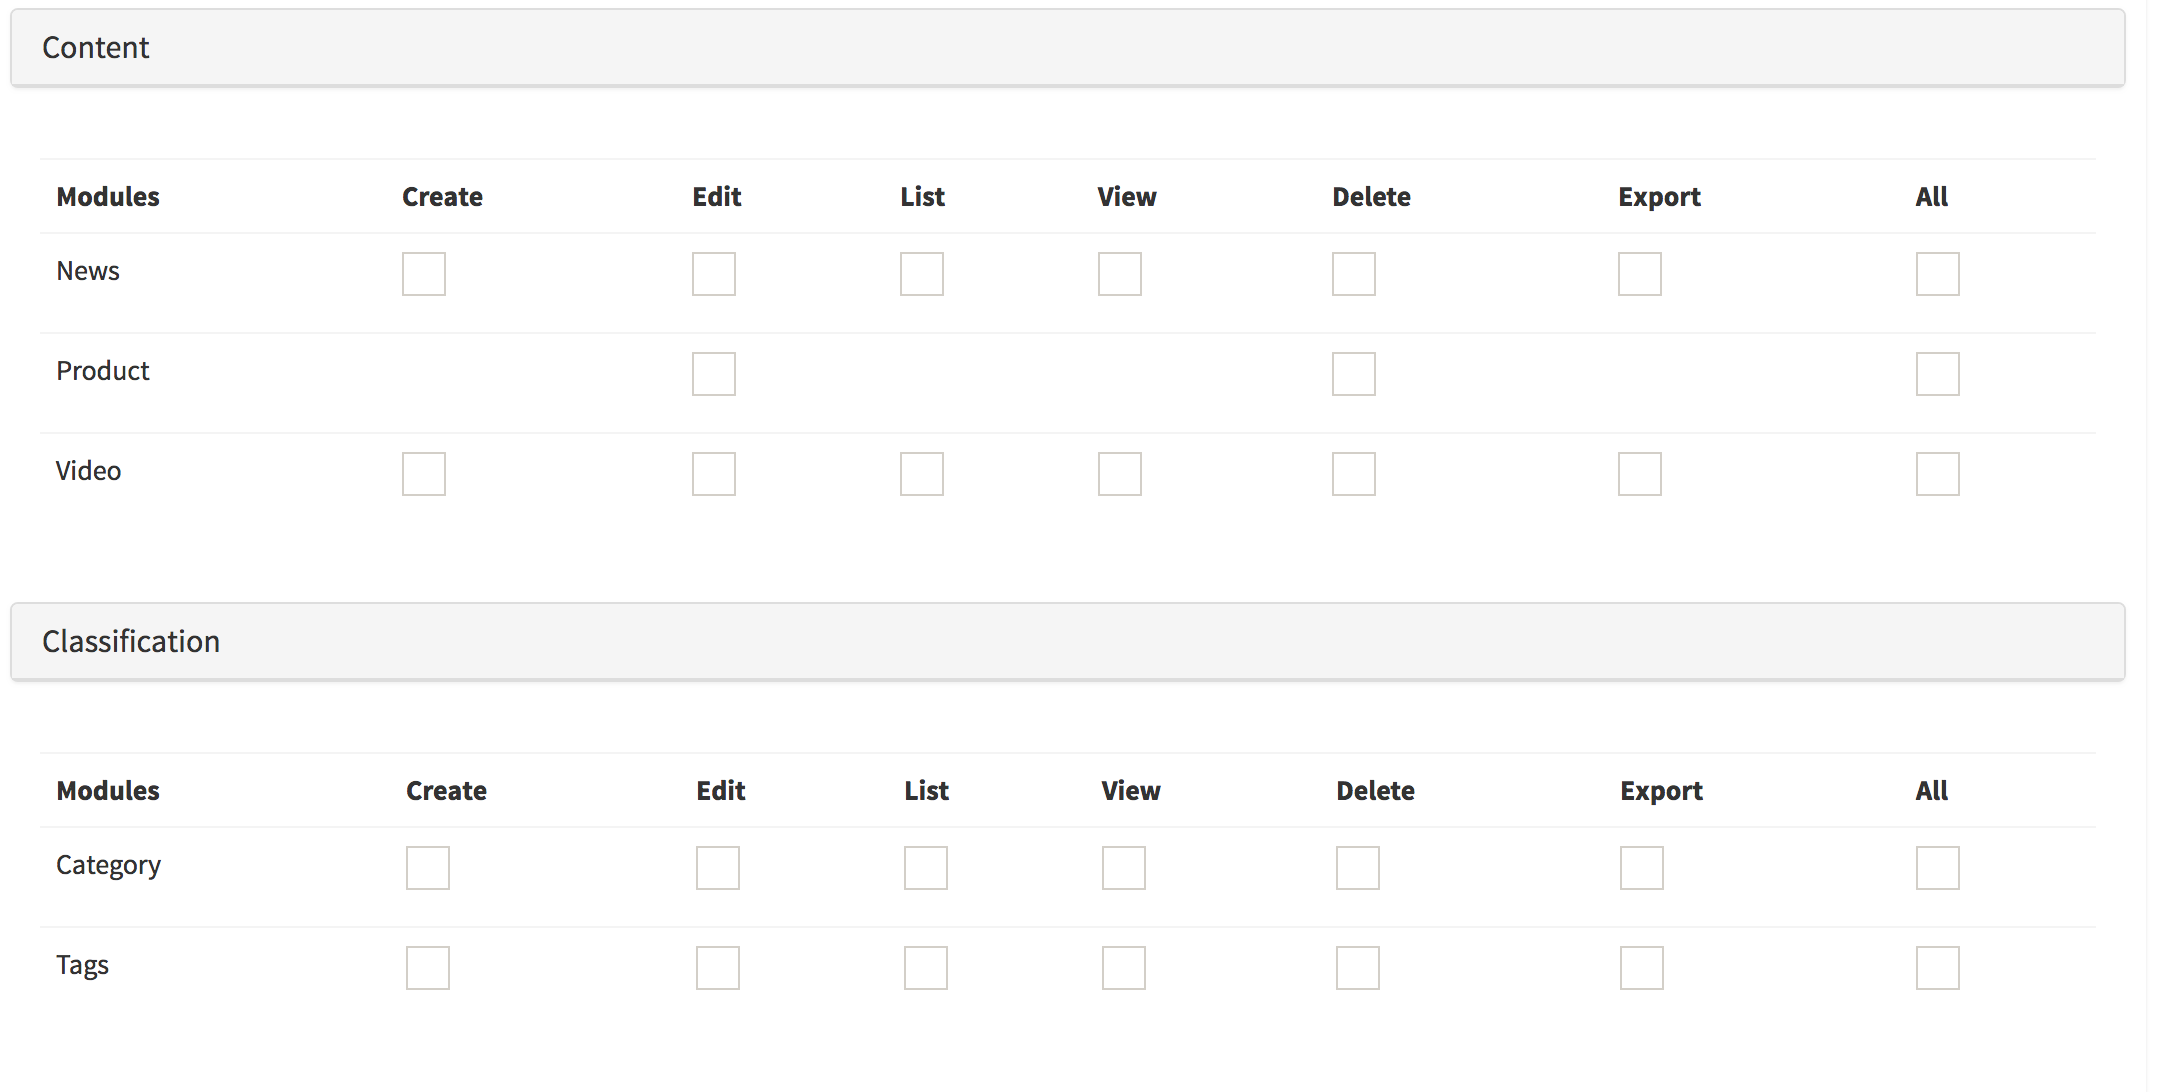 Content
Modules Create Edit List View Delete Export All
News
Product
Video
Classification
Modules Create Edit List View Delete Export All
Category
Tags